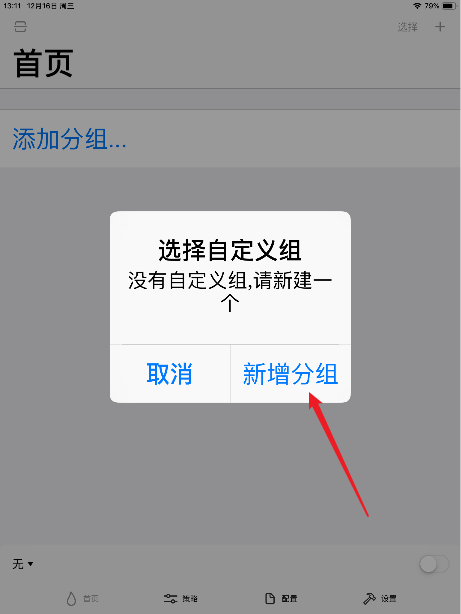 13:11 12月16日 周三
79%
选择
首页
添加分组...
选择自定义组
没有自定义组,请新建一
个
取消
新增分组
无
首页
策略
配置
设置